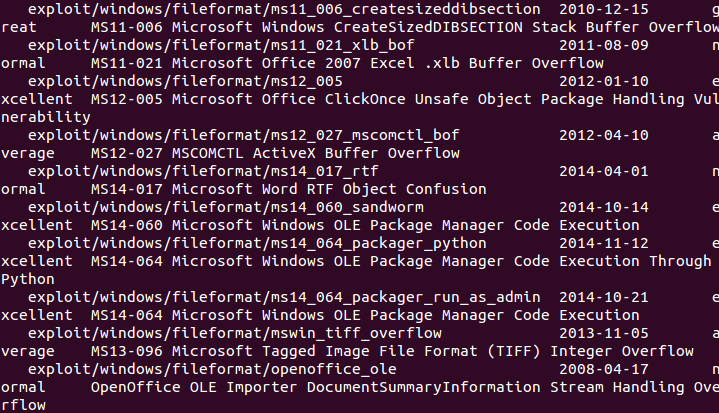 exploit/windows/fileformat/ms11_006_createsizeddibsection 2010-12-15 g
reat MS11-006 Microsoft Windows CreateSizedDIBSECTION Stack Buffer Overflow
exploit/windows/fileformat/ms11_021_xlb_bof 2011-08-09 n
ormal MS11-021 Microsoft Office 2007 Excel .xlb Buffer Overflow
exploit/windows/fileformat/ms12_005 2012-01-10 e
xcellent MS12-005 Microsoft Office ClickOnce Unsafe Object Package Handling Vul
nerability
exploit/windows/fileformat/ms12_027_mscomctl_bof 2012-04-10 a
verage MS12-027 MSCOMCTL ActiveX Buffer Overflow
exploit/windows/fileformat/ms14_017_rtf 2014-04-01 n
ormal MS14-017 Microsoft Word RTF Object Confusion
exploit/windows/fileformat/ms14_060_sandworm 2014-10-14 e
xcellent MS14-060 Microsoft Windows OLE Package Manager Code Execution
exploit/windows/fileformat/ms14_064_packager_python 2014-11-12 e
xcellent MS14-064 Microsoft Windows OLE Package Manager Code Execution Through
Python
exploit/windows/fileformat/ms14_064_packager_run_as_admin 2014-10-21 e
xcellent MS14-064 Microsoft Windows OLE Package Manager Code Execution
exploit/windows/fileformat/mswin_tiff_overflow 2013-11-05 a
verage MS13-096 Microsoft Tagged Image File Format (TIFF) Integer Overflow
exploit/windows/fileformat/openoffice_ole 2008-04-17 n
ormal OpenOffice OLE Importer DocumentSummaryInformation Stream Handling Ove
rflow